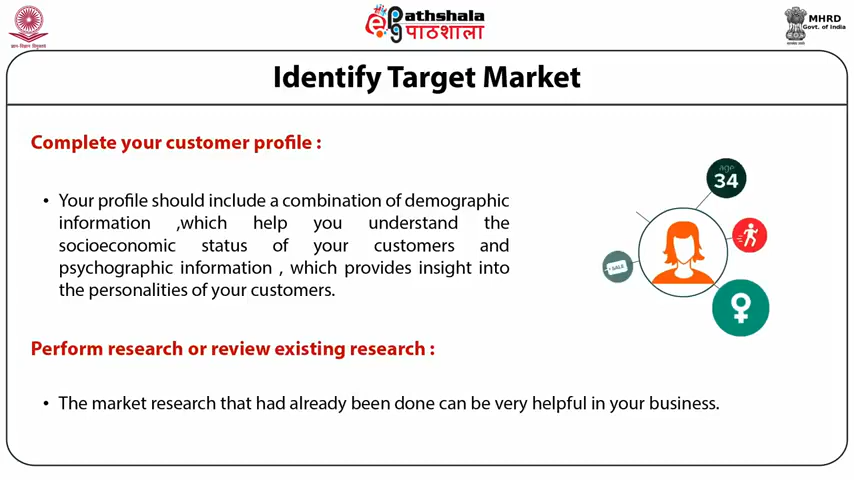 Pathshala
पाठशाला
MHRD
Govt. of India
Identify Target Market
Complete your customer profile :
• Your profile should include a combination of demographic
information ,which help you understand the
socioeconomic status of your customers and
psychographic information , which provides insight into
the personalities of your customers.
age
34
SALE
Perform research or review existing research :
• The market research that had already been done can be very helpful in your business.